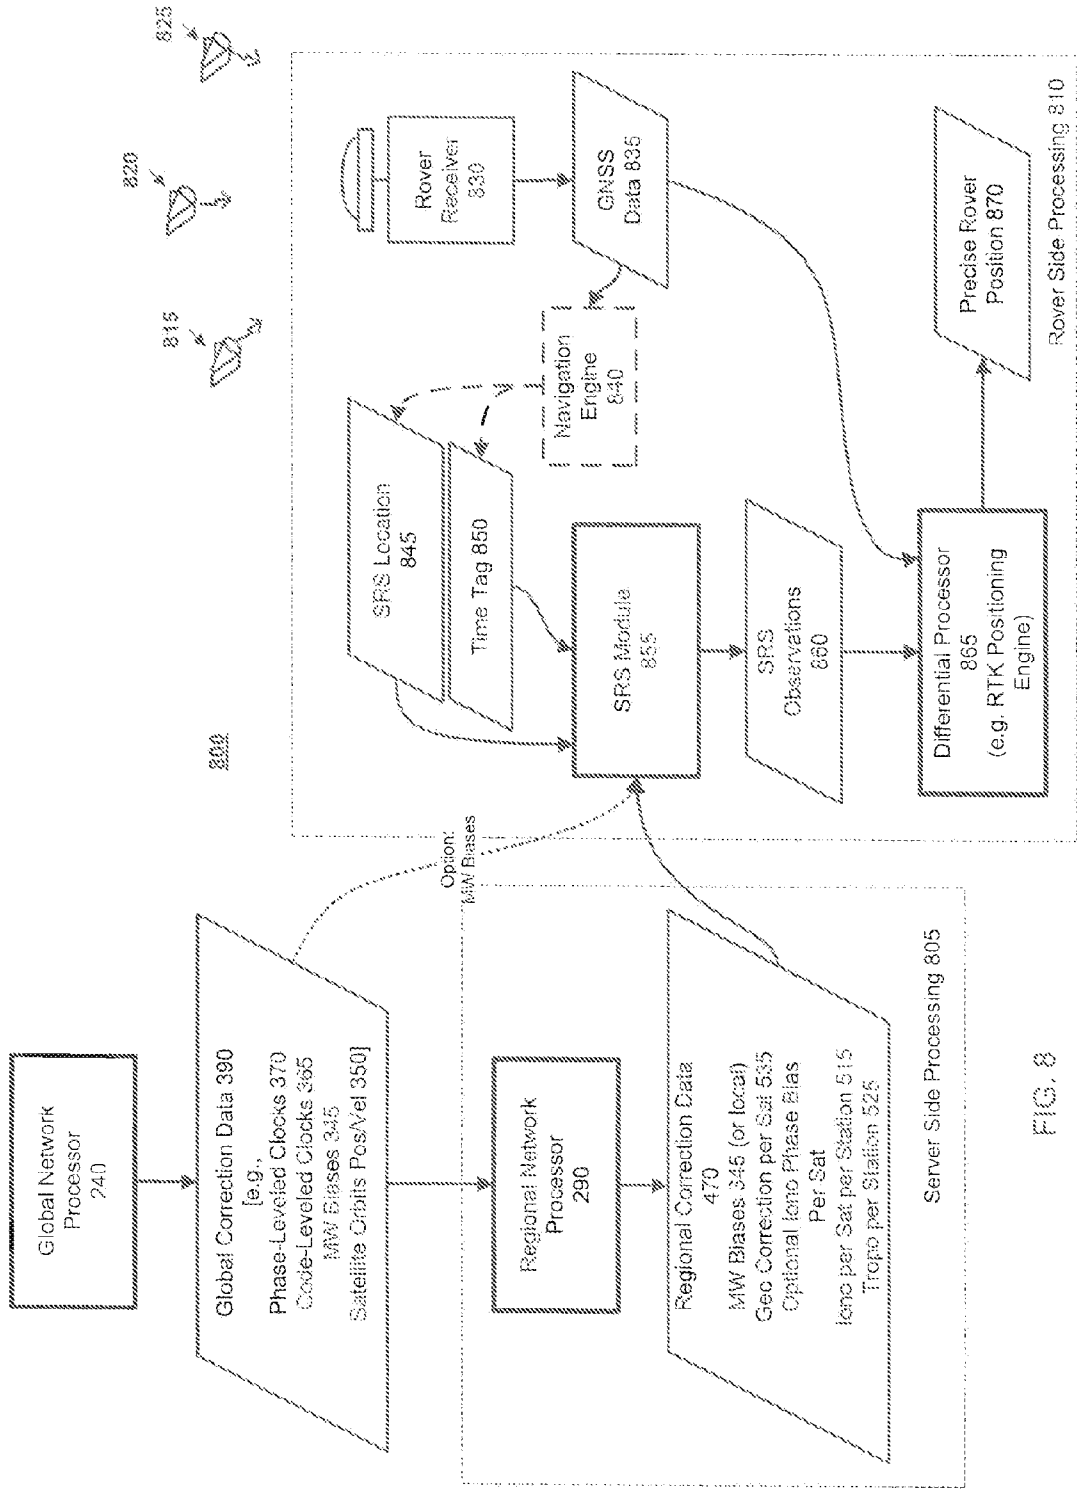 800
815
820
825
Global Network
Processor
240
Global Correction Data 390
[e.g.,
Phase-Leveled Clocks 370
Code-Leveled Clocks 365
MW Biases 345
Satellite Orbits Pos/Vel 350]
Option:
MW Biases
Regional Network
Processor
290
Regional Correction Data
470
MW Biases 345 (or local)
Geo Correction per Sat 535
Optional Iono Phase Bias
Per Sat
Iono per Sat per Station 515
Tropo per Station 525
Server Side Processing 805
SRS Location
845
Time Tag 850
SRS Module
855
SRS
Observations
860
Differential Processor
865
(e.g. RTK Positioning
Engine)
Navigation
Engine
840
Rover
Receiver
830
GNSS
Data 835
Precise Rover
Position 870
Rover Side Processing 810
FIG. 8